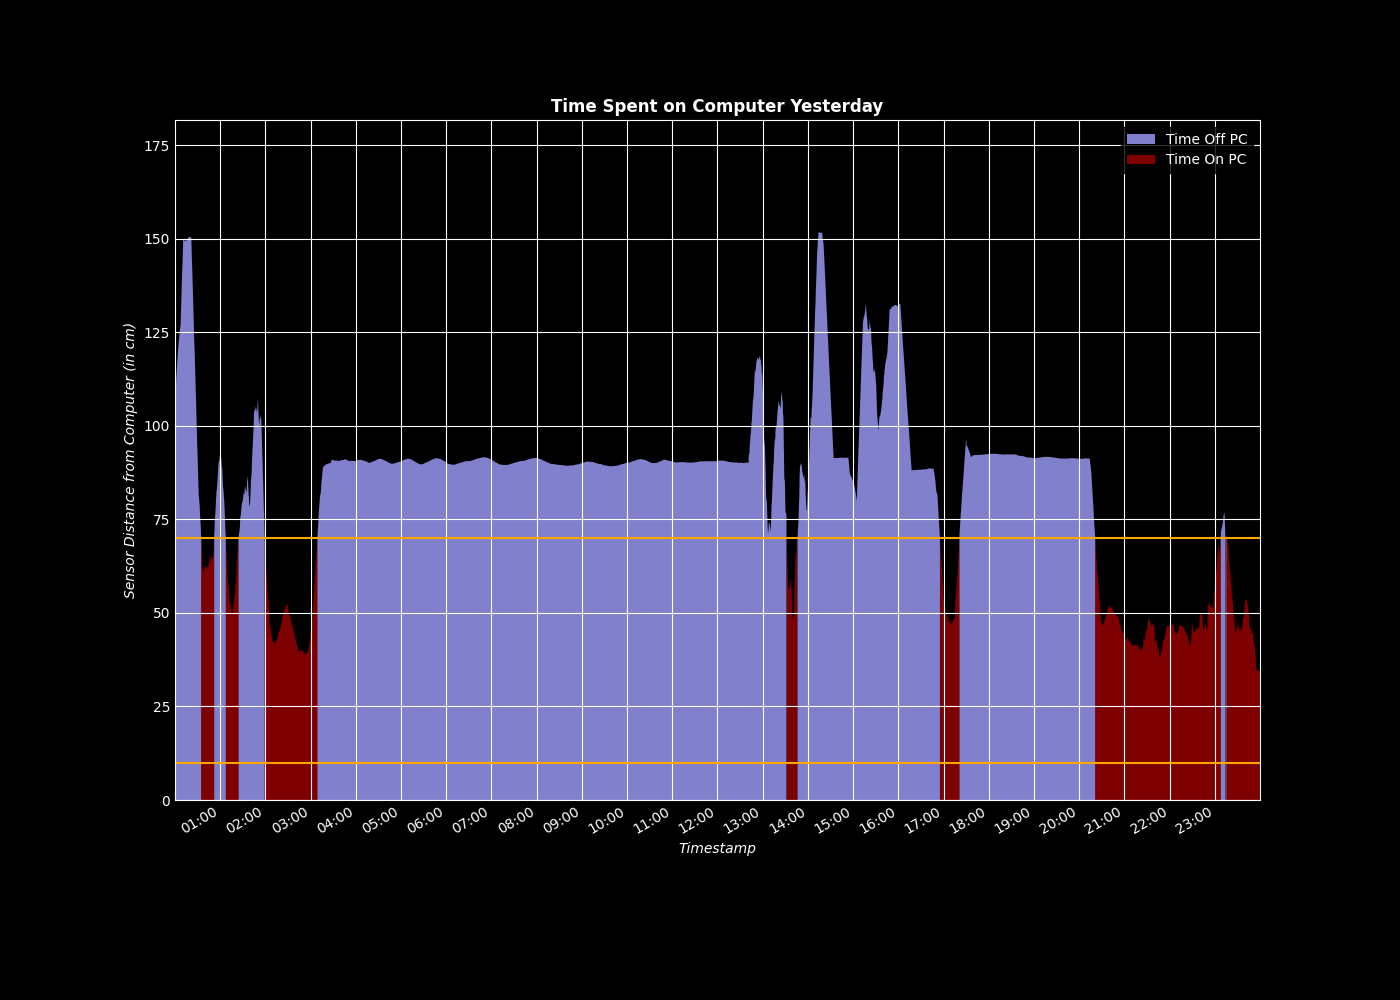 Time Spent on Computer Yesterday
Time Off PC
Time On PC
Sensor Distance from Computer (in cm)
175
150
125
100
75
50
25
0
01:00 02:00 03:00 04:00 05:00 06:00 07:00 08:00 09:00 10:00 11:00 12:00 13:00 14:00 15:00 16:00 17:00 18:00 19:00 20:00 21:00 22:00 23:00
Timestamp